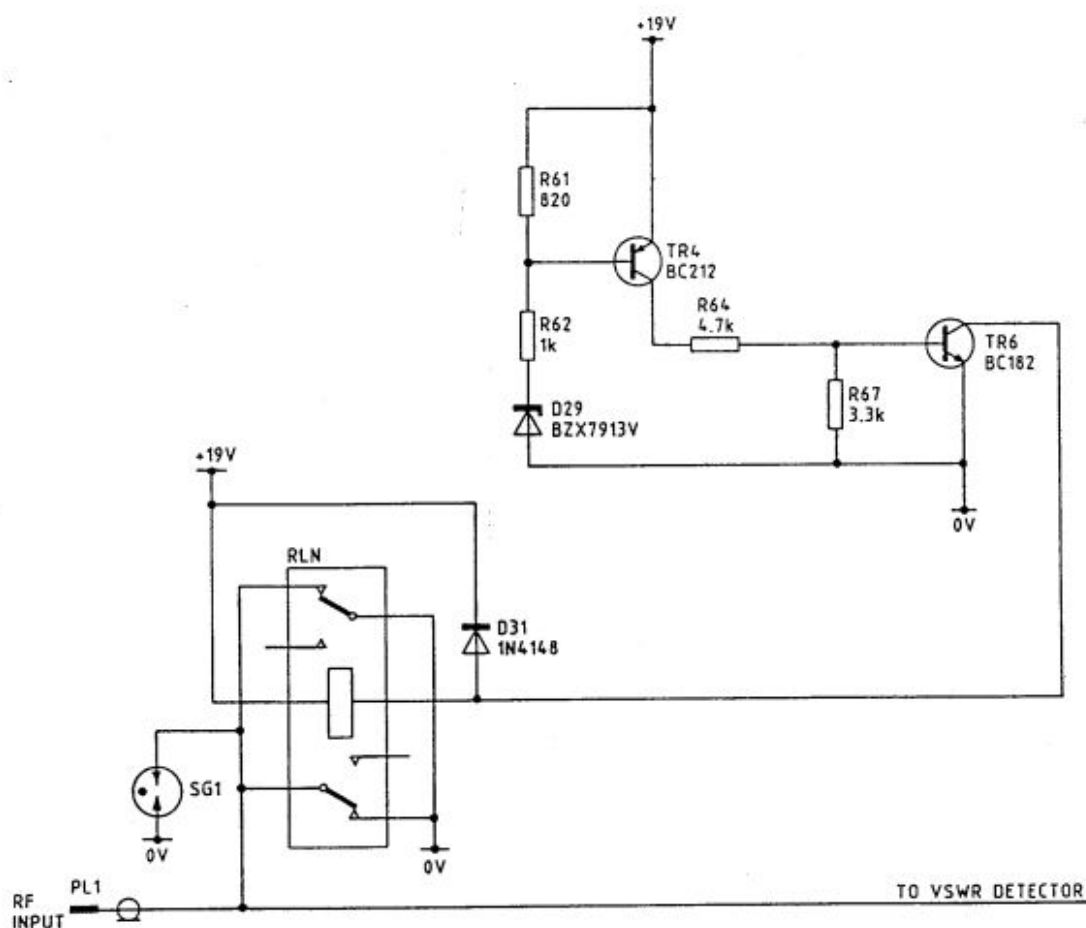 +19V
R61
820
TR4
BC212
R64
4.7k
R62
1k
TR6
BC182
D29
BZX7913V
R67
3.3k
+19V
0V
RLN
D31
1N4148
SG1
0V
0V
PL1
RF
INPUT
TO VSWR DETECTOR